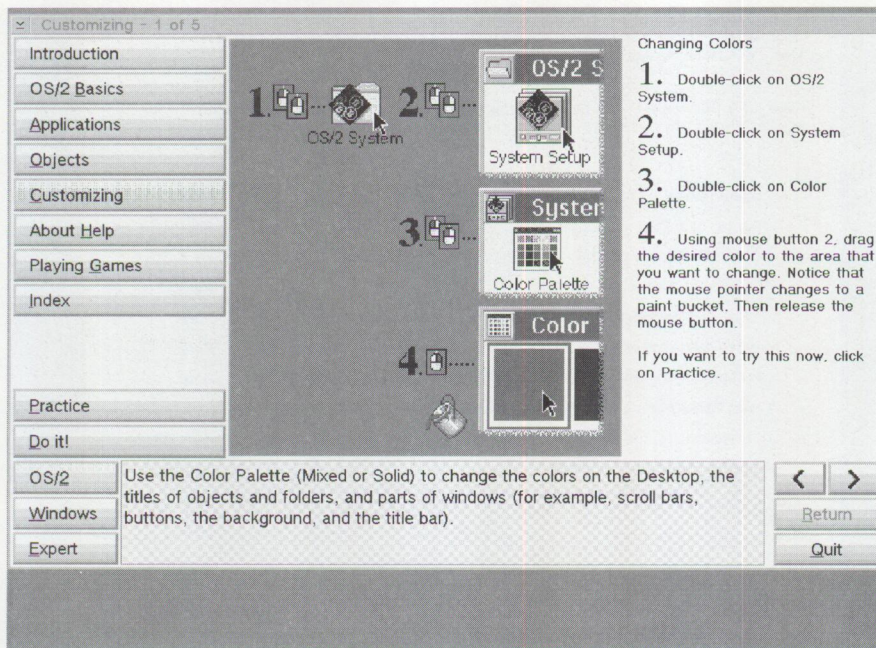 Customizing - 1 of 5
Introduction
OS/2 Basics
Applications
Objects
Customizing
About Help
Playing Games
Index
Practice
Do it!
1.
OS/2 System
2.
OS/2 S
System Setup
3.
System
Color Palette
4.
Color
Changing Colors
1. Double-click on OS/2
System.
2. Double-click on System
Setup.
3. Double-click on Color
Palette.
4. Using mouse button 2, drag
the desired color to the area that
you want to change. Notice that
the mouse pointer changes to a
paint bucket. Then release the
mouse button.
If you want to try this now, click
on Practice.
OS/2
Windows
Expert
Use the Color Palette (Mixed or Solid) to change the colors on the Desktop, the
titles of objects and folders, and parts of windows (for example, scroll bars,
buttons, the background, and the title bar).
< >
Return
Quit